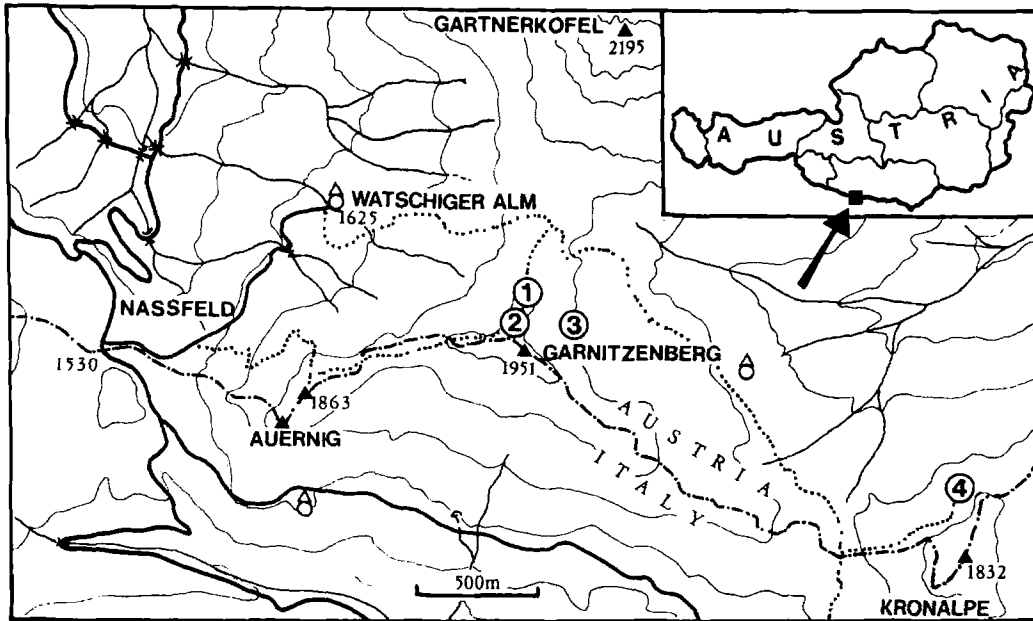 GARTNERKOFEL
2195
AUSTRIA
WATSCHIGER ALM
1625
1
NASSFELD
2
3
GARNITZENBERG
1530
1951
1863
AUERNIG
AUSTRIA
ITALY
4
500m
1832
KRONALPE